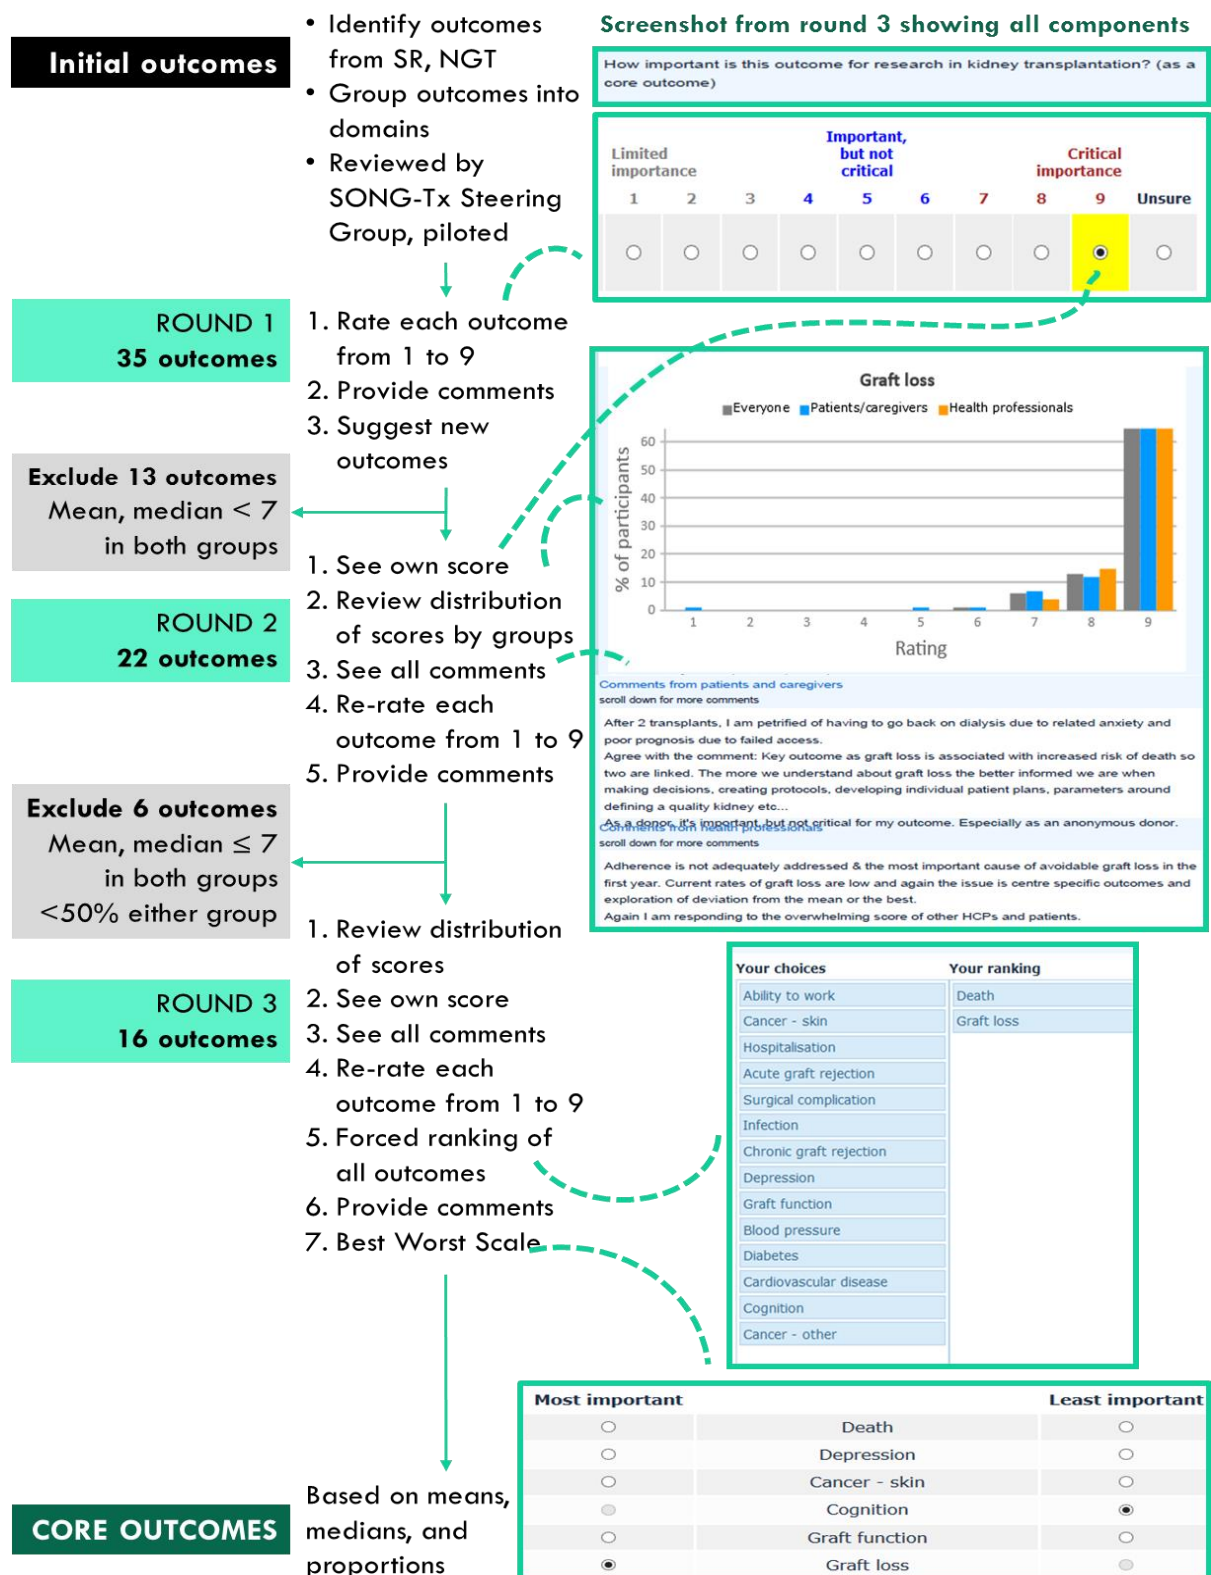 Initial outcomes
• Identify outcomes
from SR, NGT
• Group outcomes into
domains
• Reviewed by
SONG-Tx Steering
Group, piloted
Screenshot from round 3 showing all components
How important is this outcome for research in kidney transplantation? (as a
core outcome)
Limited
importance
Important,
but not
critical
Critical
importance
1 2 3 4 5 6 7 8 9 Unsure
ROUND 1
35 outcomes
1. Rate each outcome
from 1 to 9
2. Provide comments
3. Suggest new
outcomes
Exclude 13 outcomes
Mean, median < 7
in both groups
ROUND 2
22 outcomes
1. See own score
2. Review distribution
of scores by groups
3. See all comments
4. Re-rate each
outcome from 1 to 9
5. Provide comments
Graft loss
Everyone Patients/caregivers Health professionals
% of participants
60
50
40
30
20
10
0
1 2 3 4 5 6 7 8 9
Rating
Comments from patients and caregivers
scroll down for more comments
After 2 transplants, I am petrified of having to go back on dialysis due to related anxiety and
poor prognosis due to failed access.
Agree with the comment: Key outcome as graft loss is associated with increased risk of death so
two are linked. The more we understand about graft loss the better informed we are when
making decisions, creating protocols, developing individual patient plans, parameters around
defining a quality kidney etc...
As a donor, it's important, but not critical for my outcome. Especially as an anonymous donor.
Comments from health professionals
scroll down for more comments
Adherence is not adequately addressed & the most important cause of avoidable graft loss in the
first year. Current rates of graft loss are low and again the issue is centre specific outcomes and
exploration of deviation from the mean or the best.
Again I am responding to the overwhelming score of other HCPs and patients.
Exclude 6 outcomes
Mean, median ≤ 7
in both groups
<50% either group
ROUND 3
16 outcomes
1. Review distribution
of scores
2. See own score
3. See all comments
4. Re-rate each
outcome from 1 to 9
5. Forced ranking of
all outcomes
6. Provide comments
7. Best Worst Scale
Your choices
Ability to work
Cancer - skin
Hospitalisation
Acute graft rejection
Surgical complication
Infection
Chronic graft rejection
Depression
Graft function
Blood pressure
Diabetes
Cardiovascular disease
Cognition
Cancer - other
Your ranking
Death
Graft loss
Most important Least important
Death
Depression
Cancer - skin
Cognition
Graft function
Graft loss
CORE OUTCOMES
Based on means,
medians, and
proportions